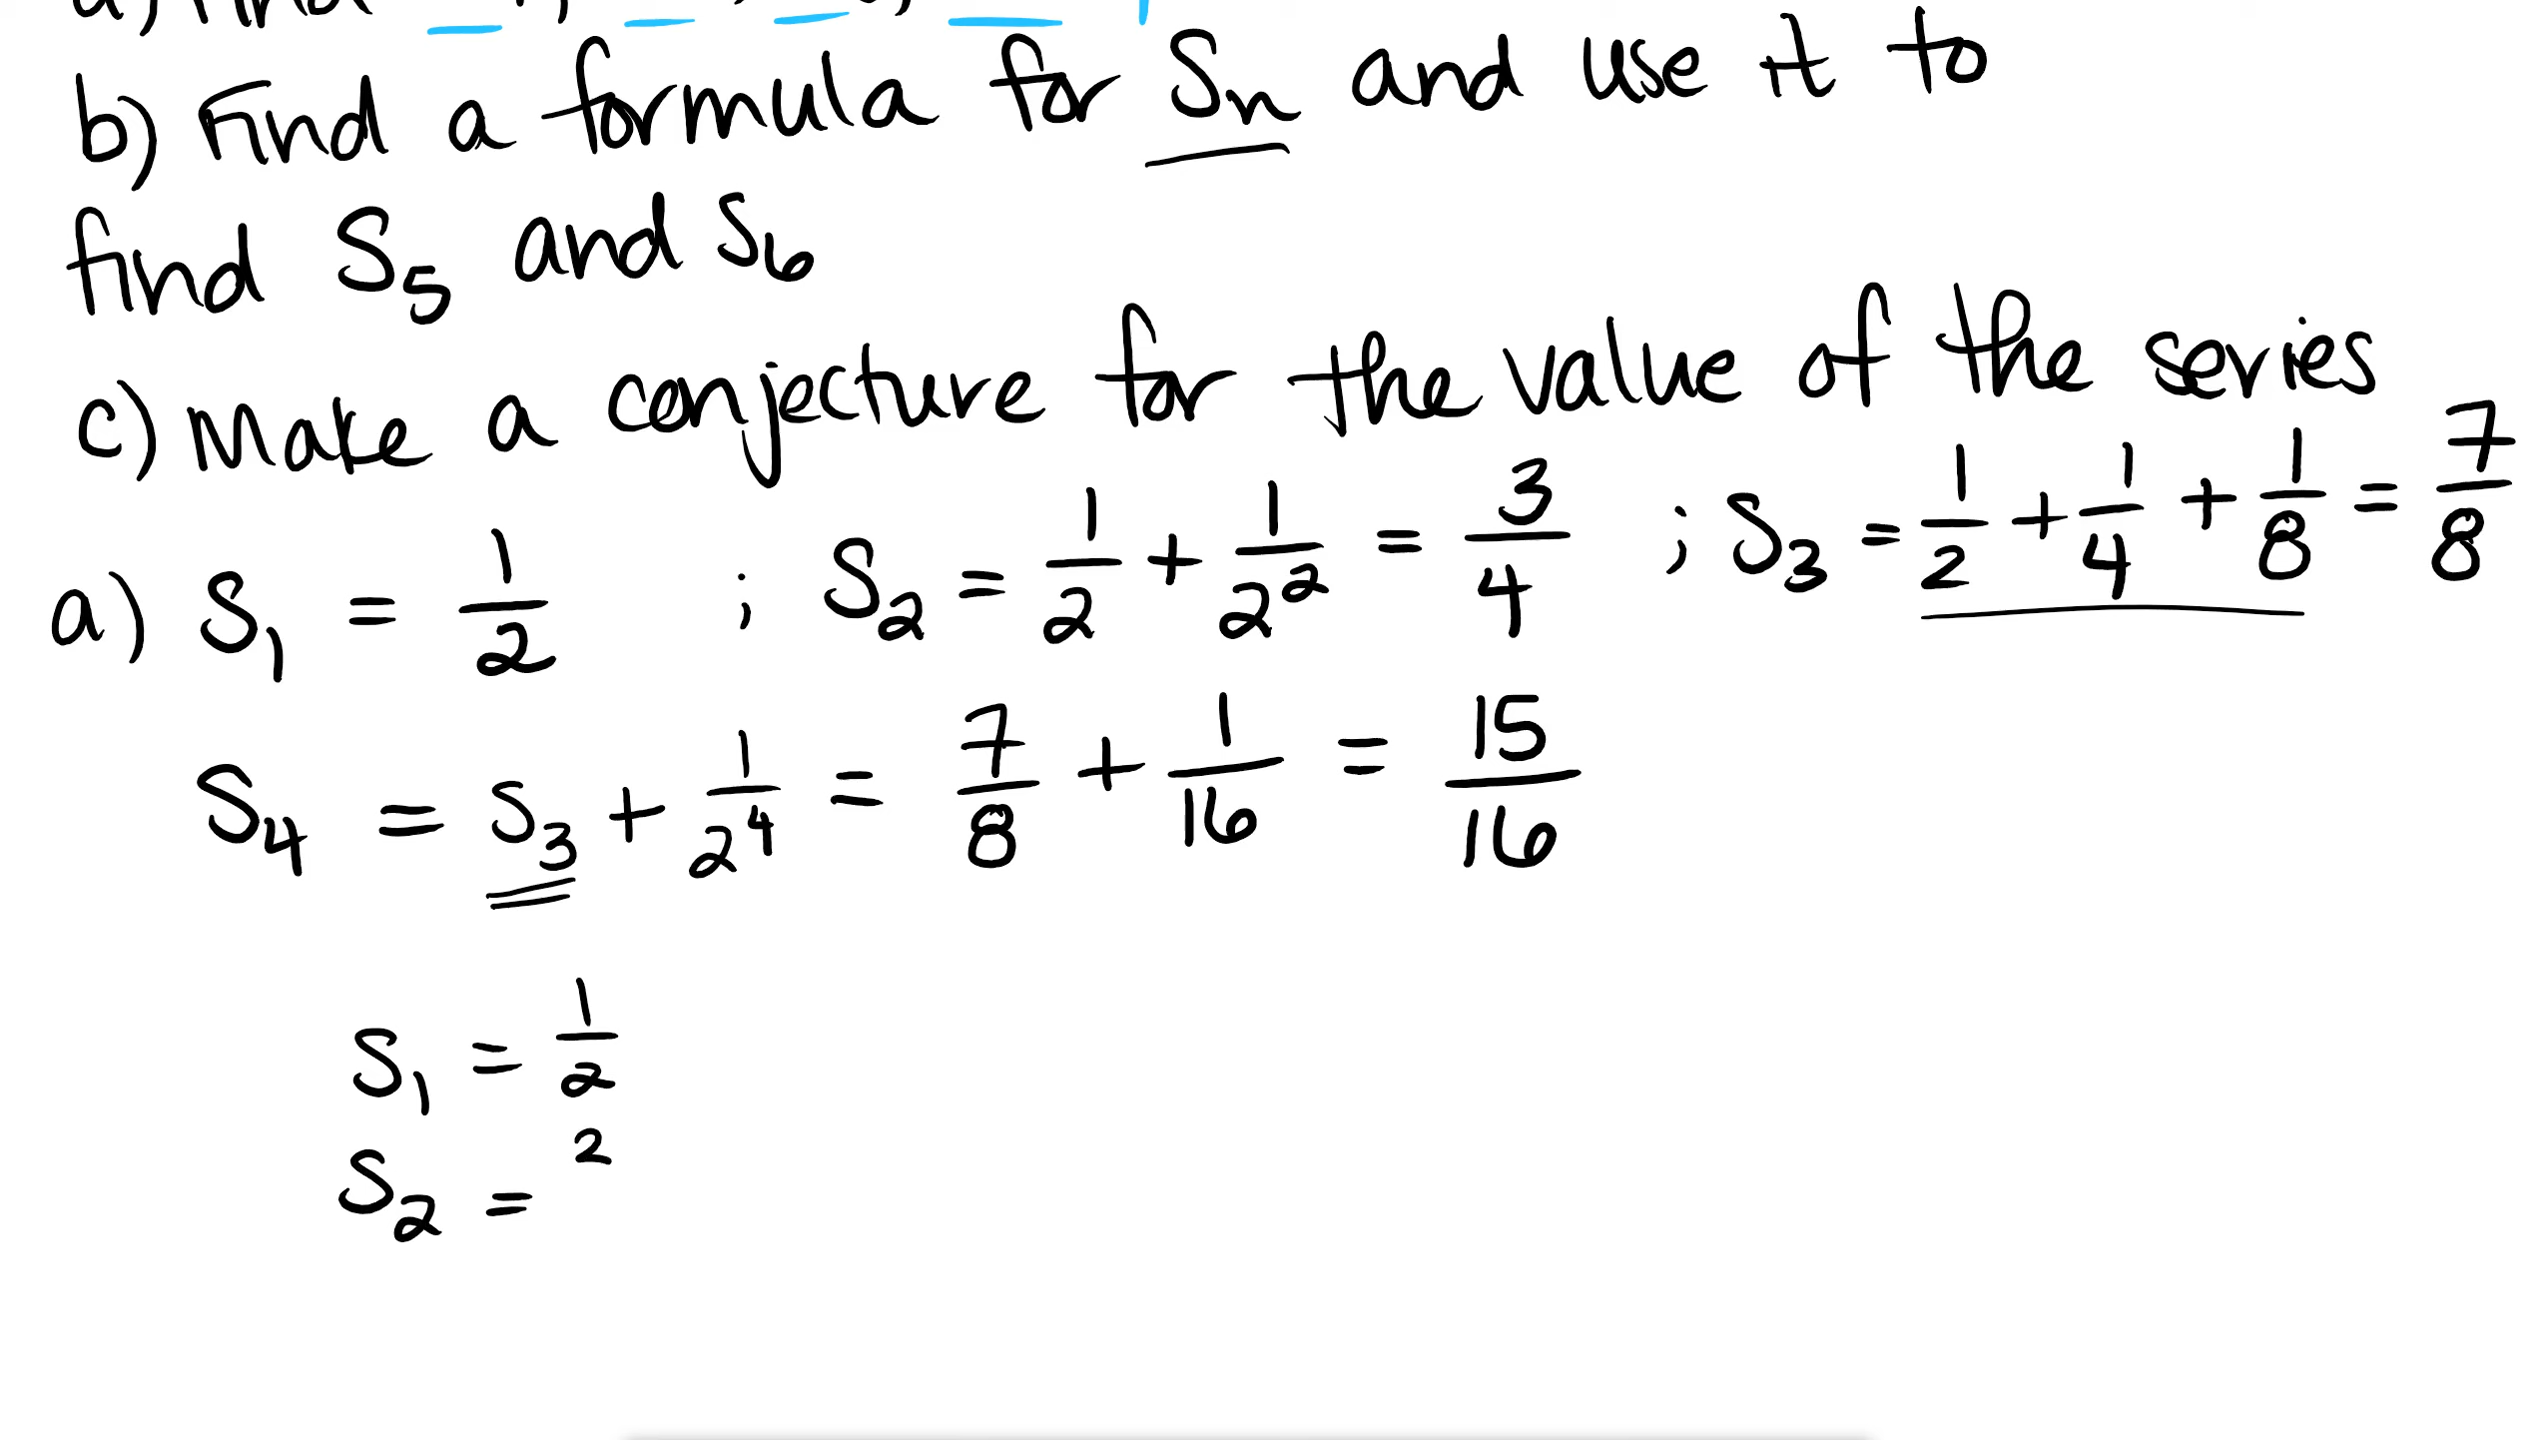 b) Find a formula for Sₙ and use it to
find S₅ and S₆
c) Make a conjecture for the value of the series
a) S₁ = 1/2 ; S₂ = 1/2 + 1/2² = 3/4 ; S₃ = 1/2 + 1/4 + 1/8 = 7/8
S₄ = S₃ + 1/2⁴ = 7/8 + 1/16 = 15/16
S₁ = 1/2
S₂ = 2